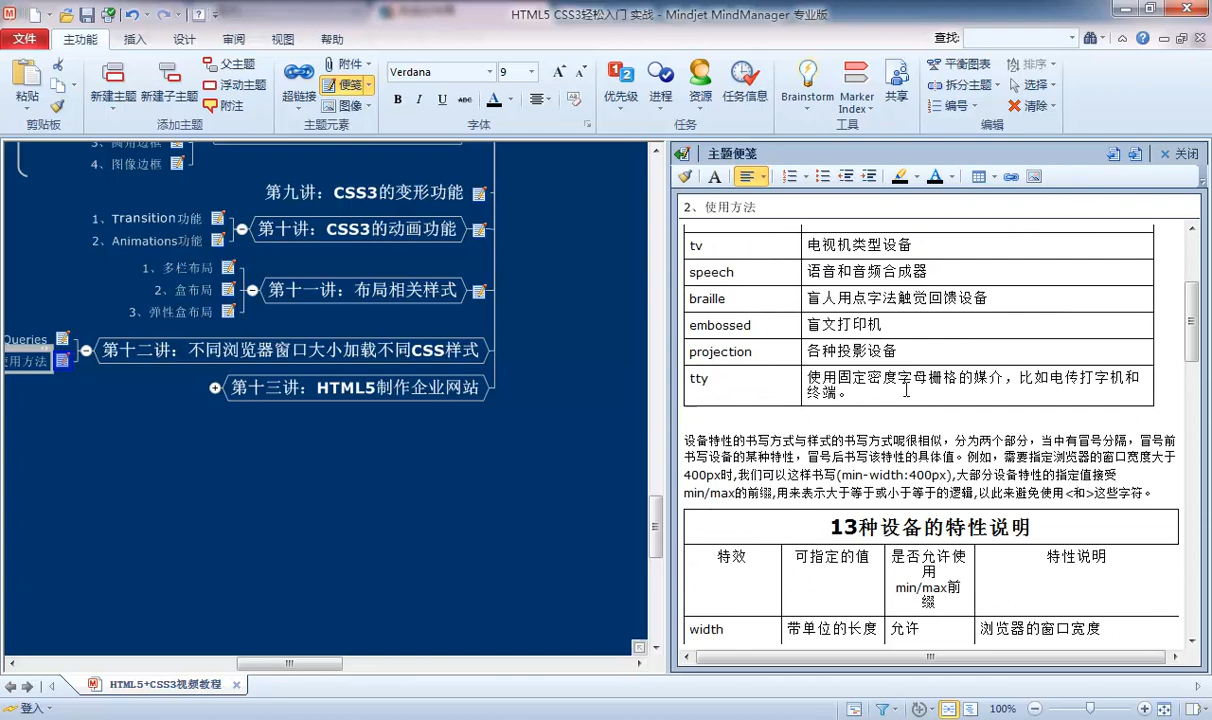 HTML5 CSS3轻松入门 实战 - Mindjet MindManager 专业版
文件 主功能 插入 设计 审阅 视图 帮助 查找:
粘贴
剪贴板
新建主题 新建子主题 父主题 浮动主题 附注
添加主题
超链接 附件 便笺 图像
主题元素
Verdana 9
B I U abc A
字体
优先级 进程 资源 任务信息
任务
Brainstorm Marker Index 共享
工具
平衡图表 排序
拆分主题 选择
编号 清除
编辑
3、圆角边框
4、图像边框
第九讲：CSS3的变形功能
1、Transition功能
第十讲：CSS3的动画功能
2、Animations功能
1、多栏布局
2、盒布局
第十一讲：布局相关样式
3、弹性盒布局
Queries
使用方法
第十二讲：不同浏览器窗口大小加载不同CSS样式
第十三讲：HTML5制作企业网站
主题便笺 关闭
2、使用方法
tv 电视机类型设备
speech 语音和音频合成器
braille 盲人用点字法触觉回馈设备
embossed 盲文打印机
projection 各种投影设备
tty 使用固定密度字母栅格的媒介，比如电传打字机和
终端。
设备特性的书写方式与样式的书写方式呢很相似，分为两个部分，当中有冒号分隔，冒号前
书写设备的某种特性，冒号后书写该特性的具体值。例如，需要指定浏览器的窗口宽度大于
400px时,我们可以这样书写(min-width:400px),大部分设备特性的指定值接受
min/max的前缀,用来表示大于等于或小于等于的逻辑,以此来避免使用<和>这些字符。
13种设备的特性说明
特效 可指定的值 是否允许使 特性说明
用
min/max前
缀
width 带单位的长度 允许 浏览器的窗口宽度
HTML5+CSS3视频教程
登入 100%